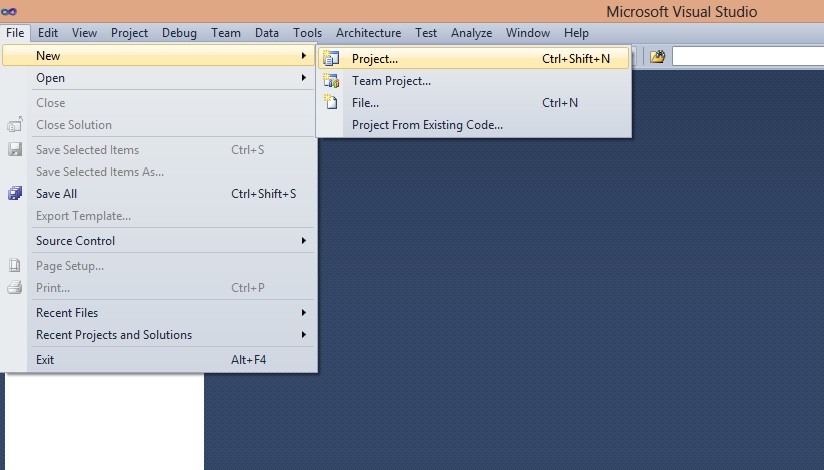 Microsoft Visual Studio
File Edit View Project Debug Team Data Tools Architecture Test Analyze Window Help
New
Open
Close
Close Solution
Save Selected Items Ctrl+S
Save Selected Items As...
Save All Ctrl+Shift+S
Export Template...
Source Control
Page Setup...
Print... Ctrl+P
Recent Files
Recent Projects and Solutions
Exit Alt+F4
Project... Ctrl+Shift+N
Team Project...
File... Ctrl+N
Project From Existing Code...